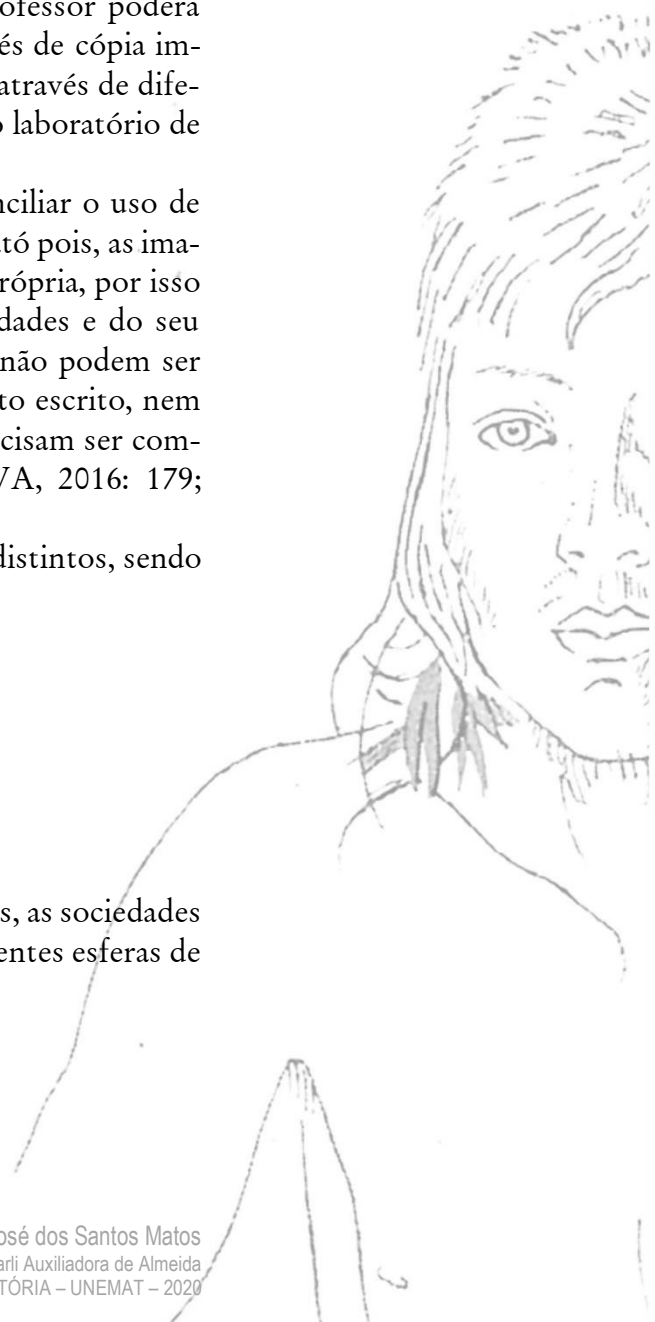 ofessor poderá
és de cópia im-
através de dife-
o laboratório de
nciliar o uso de
ató pois, as ima-
rópria, por isso
dades e do seu
não podem ser
to escrito, nem
cisam ser com-
VA, 2016: 179;
distintos, sendo
s, as sociedades
entes esferas de
osé dos Santos Matos
arli Auxiliadora de Almeida
TÓRIA – UNEMAT – 2020